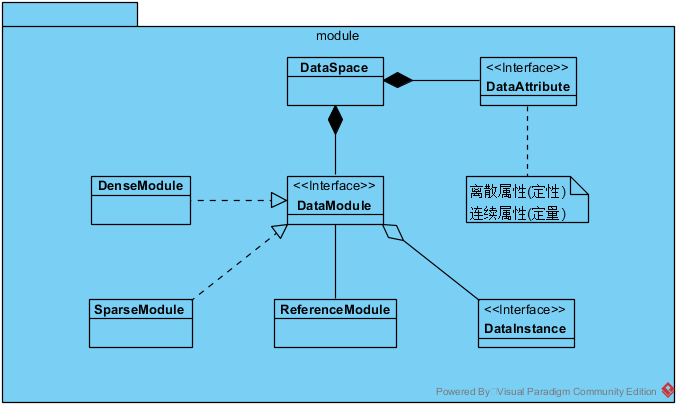 module
DataSpace
<<Interface>>
DataAttribute
离散属性(定性)
连续属性(定量)
DenseModule
<<Interface>>
DataModule
SparseModule
ReferenceModule
<<Interface>>
DataInstance
Powered By Visual Paradigm Community Edition